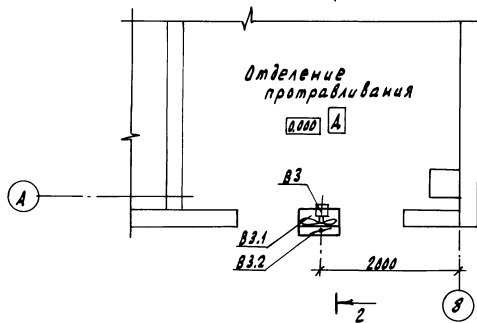 Отделение
протравливания
0.000 Д
В3
А
В3.1
В3.2
2000
2
8